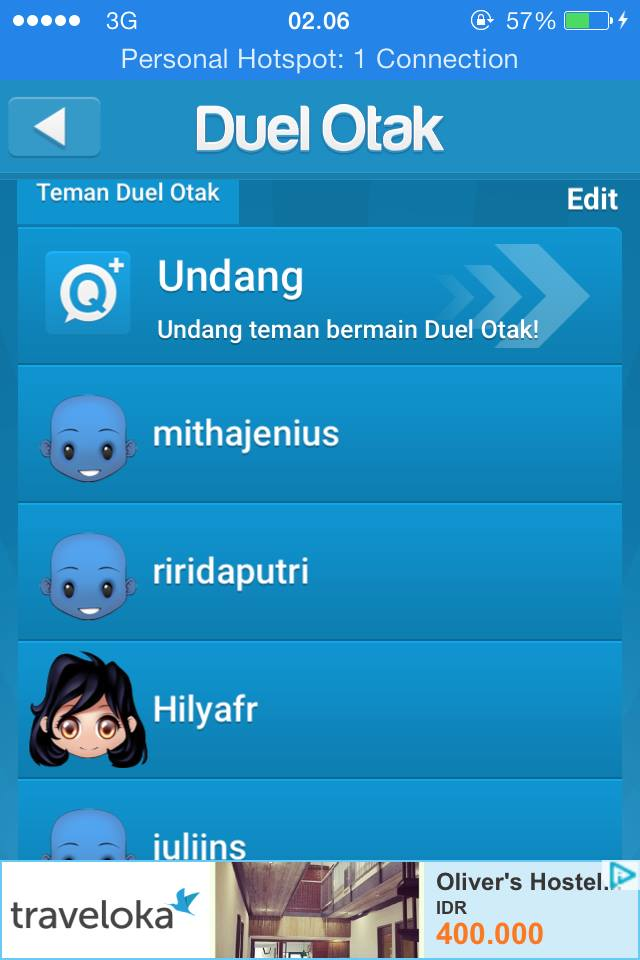 3G 02.06 57%
Personal Hotspot: 1 Connection
Duel Otak
Teman Duel Otak
Edit
Undang
Undang teman bermain Duel Otak!
mithajenius
riridaputri
Hilyafr
juliins
traveloka
Oliver's Hostel...
IDR
400.000